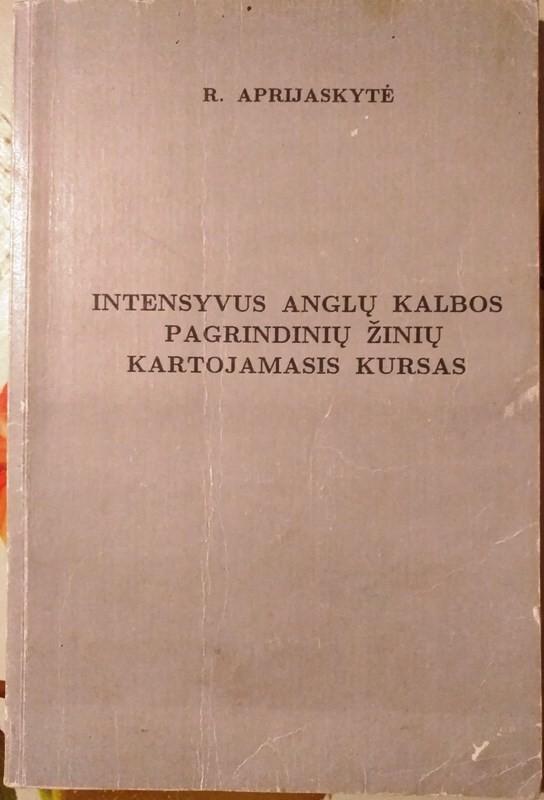 R. APRIJASKYTĖ
INTENSYVUS ANGLŲ KALBOS
PAGRINDINIŲ ŽINIŲ
KARTOJAMASIS KURSAS